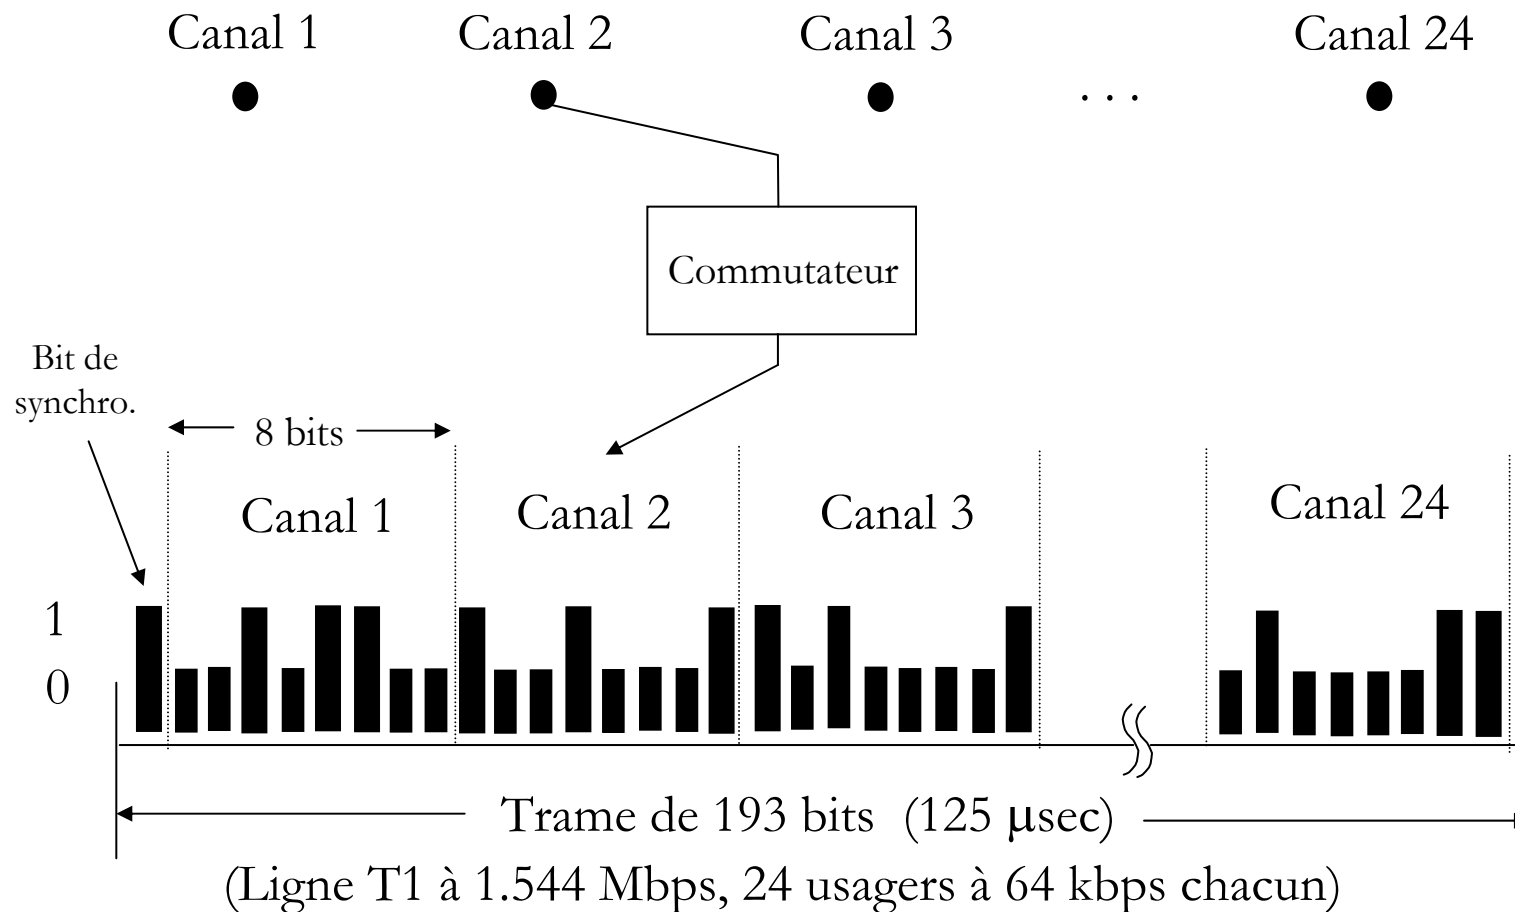 Canal 1 Canal 2 Canal 3 . . . Canal 24
Commutateur
Bit de
synchro.
8 bits
Canal 1 Canal 2 Canal 3 Canal 24
1
0
Trame de 193 bits (125 μsec)
(Ligne T1 à 1.544 Mbps, 24 usagers à 64 kbps chacun)